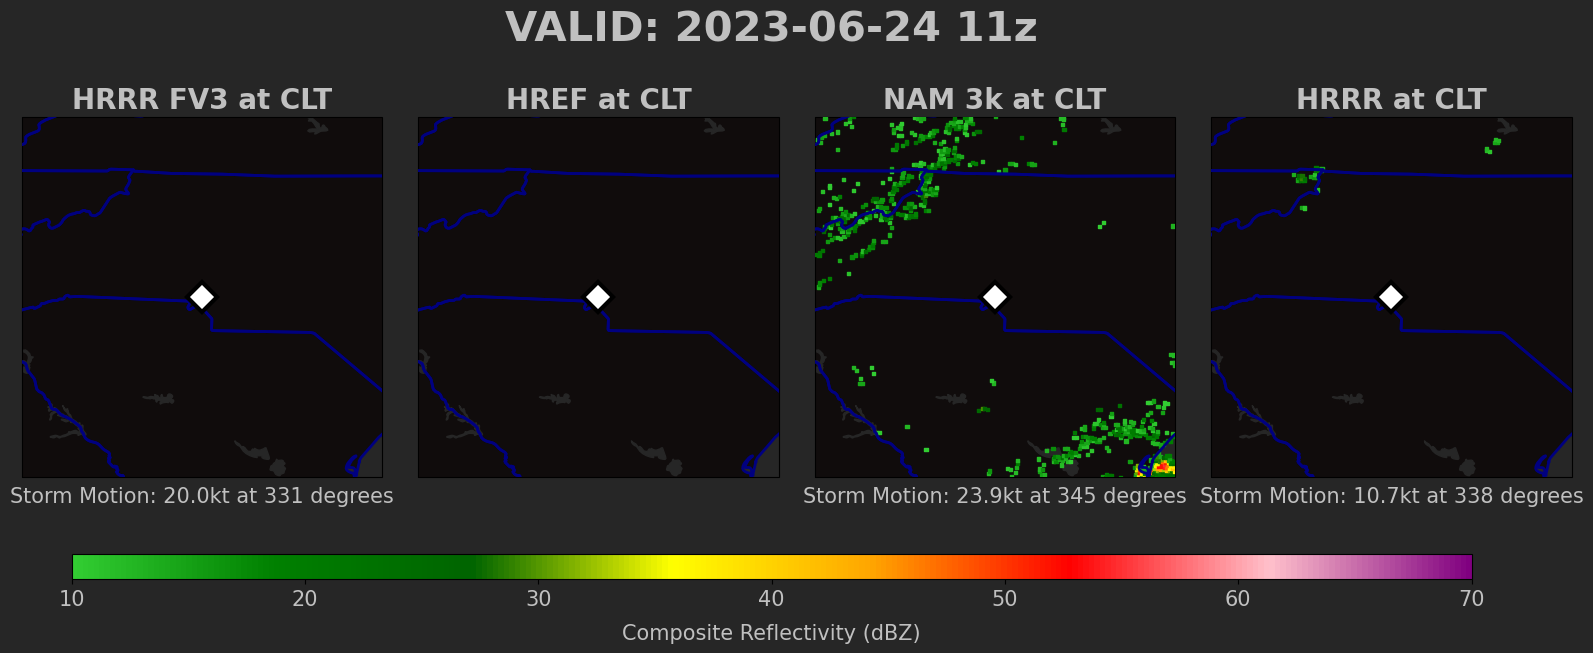 VALID: 2023-06-24 11z
HRRR FV3 at CLT
HREF at CLT
NAM 3k at CLT
HRRR at CLT
Storm Motion: 20.0kt at 331 degrees
Storm Motion: 23.9kt at 345 degrees
Storm Motion: 10.7kt at 338 degrees
10 20 30 40 50 60 70
Composite Reflectivity (dBZ)